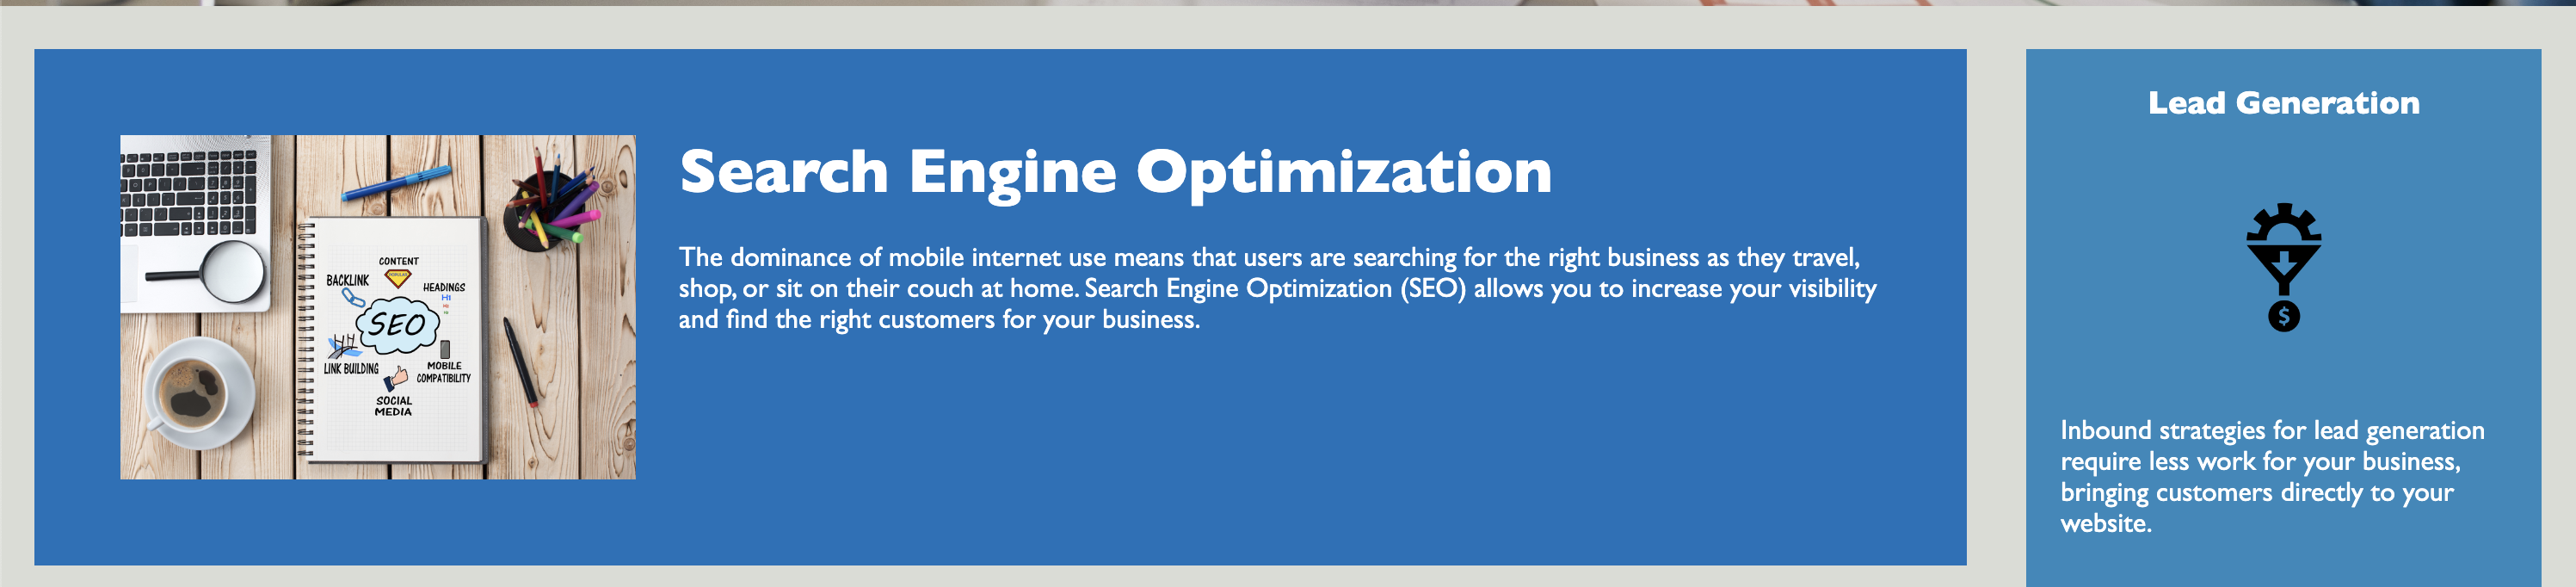 Search Engine Optimization
The dominance of mobile internet use means that users are searching for the right business as they travel,
shop, or sit on their couch at home. Search Engine Optimization (SEO) allows you to increase your visibility
and find the right customers for your business.
CONTENT
BACKLINK
HEADINGS
H1
SEO
LINK BUILDING
MOBILE
COMPATIBILITY
SOCIAL
MEDIA
Lead Generation
$
Inbound strategies for lead generation
require less work for your business,
bringing customers directly to your
website.